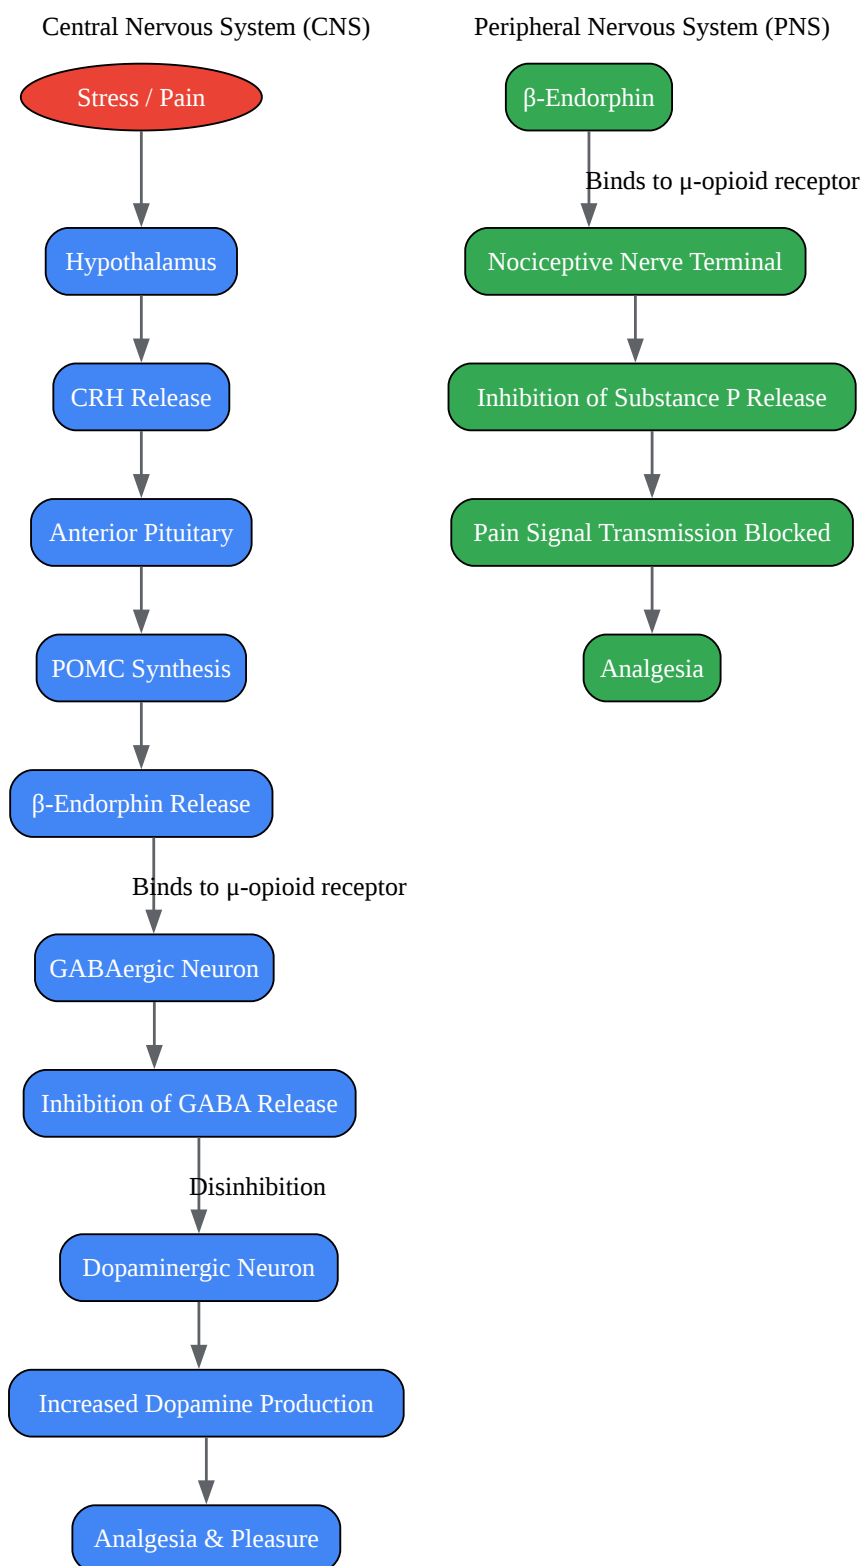 Central Nervous System (CNS)
Stress / Pain
Hypothalamus
CRH Release
Anterior Pituitary
POMC Synthesis
β-Endorphin Release
Binds to μ-opioid receptor
GABAergic Neuron
Inhibition of GABA Release
Disinhibition
Dopaminergic Neuron
Increased Dopamine Production
Analgesia & Pleasure
Peripheral Nervous System (PNS)
β-Endorphin
Binds to μ-opioid receptor
Nociceptive Nerve Terminal
Inhibition of Substance P Release
Pain Signal Transmission Blocked
Analgesia